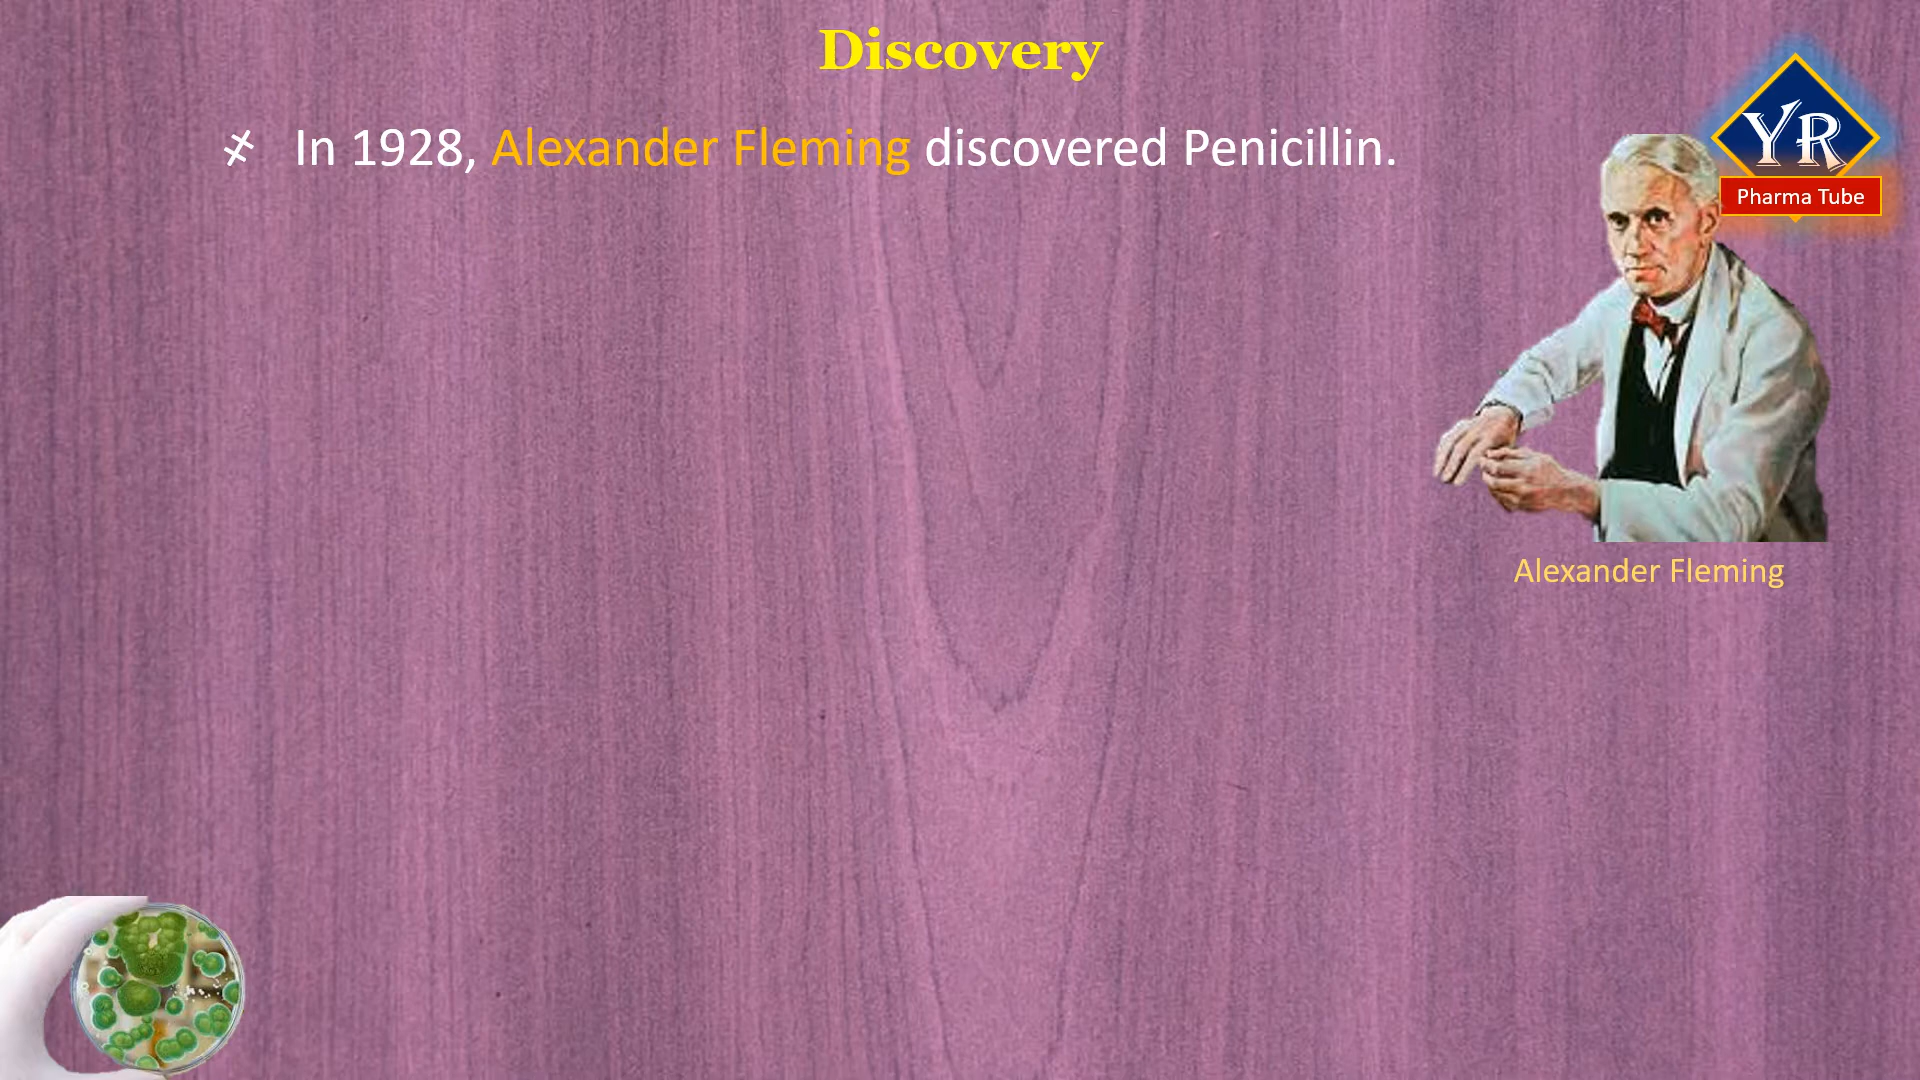 Discovery
In 1928, Alexander Fleming discovered Penicillin.
YR
Pharma Tube
Alexander Fleming